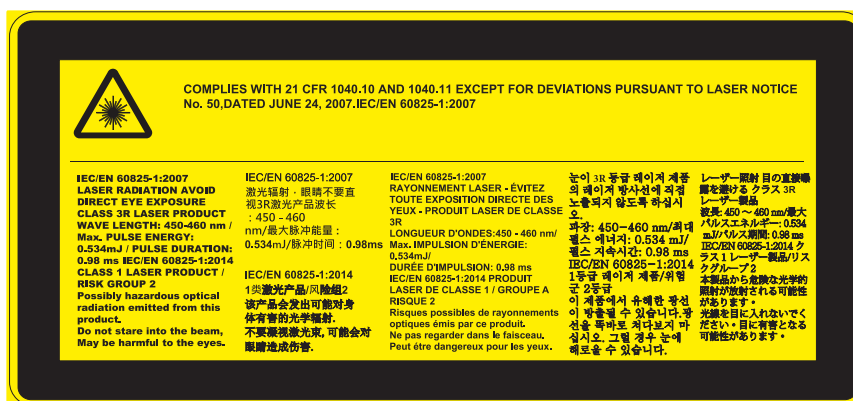 COMPLIES WITH 21 CFR 1040.10 AND 1040.11 EXCEPT FOR DEVIATIONS PURSUANT TO LASER NOTICE
No. 50,DATED JUNE 24, 2007.IEC/EN 60825-1:2007
IEC/EN 60825-1:2007
LASER RADIATION AVOID
DIRECT EYE EXPOSURE
CLASS 3R LASER PRODUCT
WAVE LENGTH: 450-460 nm /
Max. PULSE ENERGY:
0.534mJ / PULSE DURATION:
0.98 ms IEC/EN 60825-1:2014
CLASS 1 LASER PRODUCT /
RISK GROUP 2
Possibly hazardous optical
radiation emitted from this
product.
Do not stare into the beam,
May be harmful to the eyes.
IEC/EN 60825-1:2007
激光辐射，眼睛不要直
视3R激光产品波长
: 450 - 460
nm/最大脉冲能量：
0.534mJ/脉冲时间：0.98ms
IEC/EN 60825-1:2014
1类激光产品/风险组2
该产品会发出可能对身
体有害的光学辐射.
不要凝视激光束, 可能会对
眼睛造成伤害.
IEC/EN 60825-1:2007
RAYONNEMENT LASER - ÉVITEZ
TOUTE EXPOSITION DIRECTE DES
YEUX - PRODUIT LASER DE CLASSE
3R
LONGUEUR D'ONDES:450 - 460 nm/
Max. IMPULSION D'ÉNERGIE:
0.534mJ/
DURÉE D'IMPULSION: 0.98 ms
IEC/EN 60825-1:2014 PRODUIT
LASER DE CLASSE 1 / GROUPE A
RISQUE 2
Risques possibles de rayonnements
optiques émis par ce produit.
Ne pas regarder dans le faisceau.
Peut étre dangereux pour les yeux.
눈이 3R 등급 레이저 제품
의 레이저 방사선에 직접
노출되지 않도록 하십시
오.
파장: 450-460 nm/최대
펄스 에너지: 0.534 mJ/
펄스 지속시간: 0.98 ms
IEC/EN 60825-1:2014
1등급 레이저 제품/위험
군 2등급
이 제품에서 유해한 광선
이 방출될 수 있습니다.광
선을 똑바로 쳐다보지 마
십시오. 그럴 경우 눈에
해로울 수 있습니다.
レーザー照射 目の直接曝
露を避ける クラス 3R
レーザー製品
波長: 450 ～ 460 nm/最大
パルスエネルギー: 0.534
mJ/パルス期間: 0.98 ms
IEC/EN 60825-1:2014 ク
ラス 1 レーザー製品/リス
クグループ 2
本製品から危険な光学的
照射が放射される可能性
があります。
光線を目に入れないでく
ださい。目に有害となる
可能性があります。